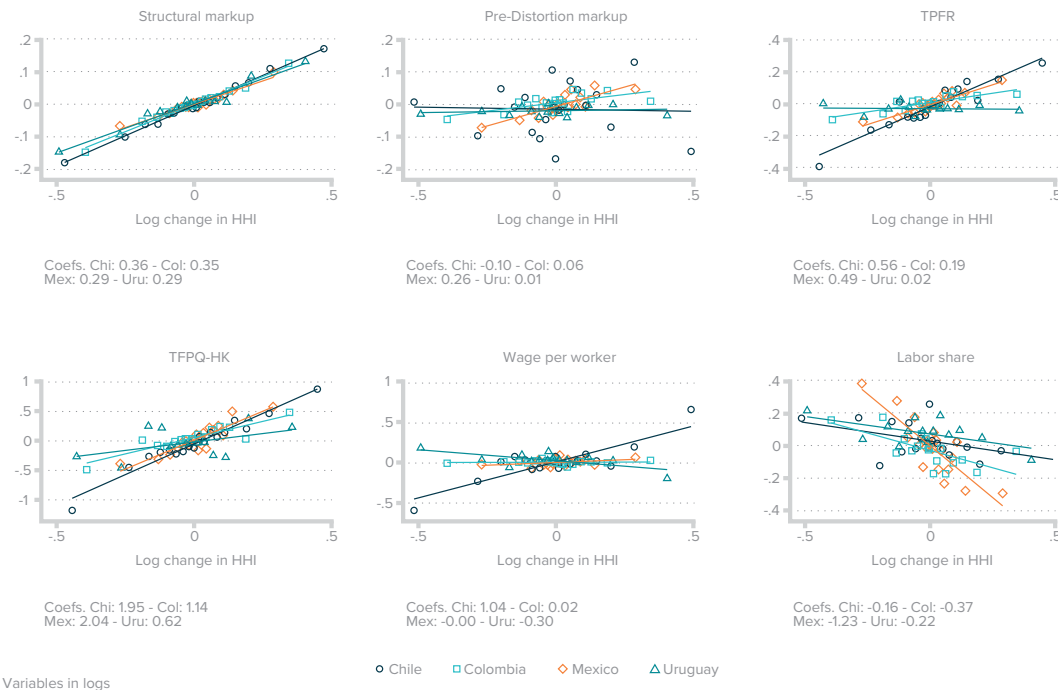 Structural markup
Pre-Distortion markup
TPFR
.2
.1
0
-.1
-.2
-.5
0
.5
Log change in HHI
.2
.1
0
-.1
-.2
-.5
0
.5
Log change in HHI
.4
.2
0
-.2
-.4
-.5
0
.5
Log change in HHI
Coefs. Chi: 0.36 - Col: 0.35
Mex: 0.29 - Uru: 0.29
Coefs. Chi: -0.10 - Col: 0.06
Mex: 0.26 - Uru: 0.01
Coefs. Chi: 0.56 - Col: 0.19
Mex: 0.49 - Uru: 0.02
TFPQ-HK
Wage per worker
Labor share
1
.5
0
-.5
-1
-.5
0
.5
Log change in HHI
1
.5
0
-.5
-.5
0
.5
Log change in HHI
.4
.2
0
-.2
-.4
-.5
0
.5
Log change in HHI
Coefs. Chi: 1.95 - Col: 1.14
Mex: 2.04 - Uru: 0.62
Coefs. Chi: 1.04 - Col: 0.02
Mex: -0.00 - Uru: -0.30
Coefs. Chi: -0.16 - Col: -0.37
Mex: -1.23 - Uru: -0.22
Chile Colombia Mexico Uruguay
Variables in logs